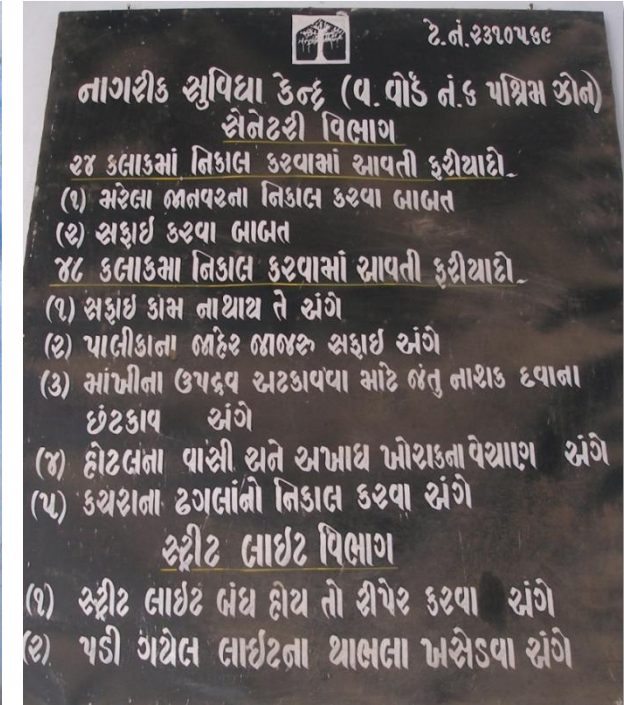 ટે.નં.૨૩૧૦૫૬૯
નાગરીક સુવિધા કેન્દ્ર (વ. વોર્ડ નં.૬ પશ્ચિમ ઝોન)
સેનેટરી વિભાગ
૨૪ કલાકમાં નિકાલ કરવામાં આવતી ફરીયાદો.
(૧) મરેલા જાનવરના નિકાલ કરવા બાબત
(૨) સફાઇ કરવા બાબત
૪૮ કલાકમા નિકાલ કરવામાં આવતી ફરીયાદો.
(૧) સફાઇ કામ નાથાય તે અંગે
(૨) પાલીકાના જાહેર જાજરુ સફાઇ અંગે
(૩) માંખીના ઉપદ્રવ અટકાવવા માટે જંતુ નાશક દવાના
છંટકાવ અંગે
(૪) હોટલના વાસી અને અખાદ્ય ખોરાકના વેચાણ અંગે
(૫) કચરાના ઢગલાંનો નિકાલ કરવા અંગે
સ્ટ્રીટ લાઇટ વિભાગ
(૧) સ્ટ્રીટ લાઇટ બંધ હોય તો રીપેર કરવા અંગે
(૨) પડી ગયેલ લાઇટના થાભલા ખસેડવા અંગે